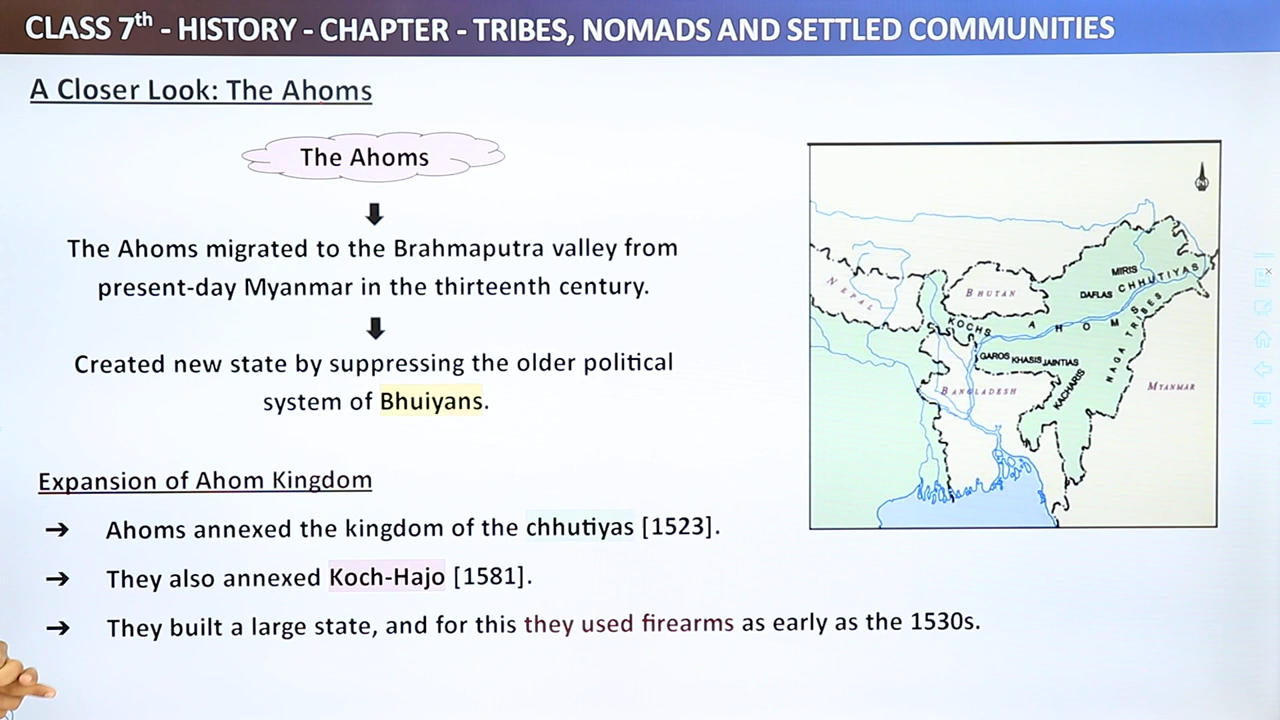 CLASS 7th - HISTORY - CHAPTER - TRIBES, NOMADS AND SETTLED COMMUNITIES
A Closer Look: The Ahoms
The Ahoms
The Ahoms migrated to the Brahmaputra valley from
present-day Myanmar in the thirteenth century.
Created new state by suppressing the older political
system of Bhuiyans.
Expansion of Ahom Kingdom
➔ Ahoms annexed the kingdom of the chhutiyas [1523].
➔ They also annexed Koch-Hajo [1581].
➔ They built a large state, and for this they used firearms as early as the 1530s.
N
NEPAL
BHUTAN
MIRIS
CHHUTIYAS
DAFLAS
KOCHS
AHOMS
NAGA TRIBES
GAROS KHASIS JAINTIAS
KACHARIS
BANGLADESH
MYANMAR